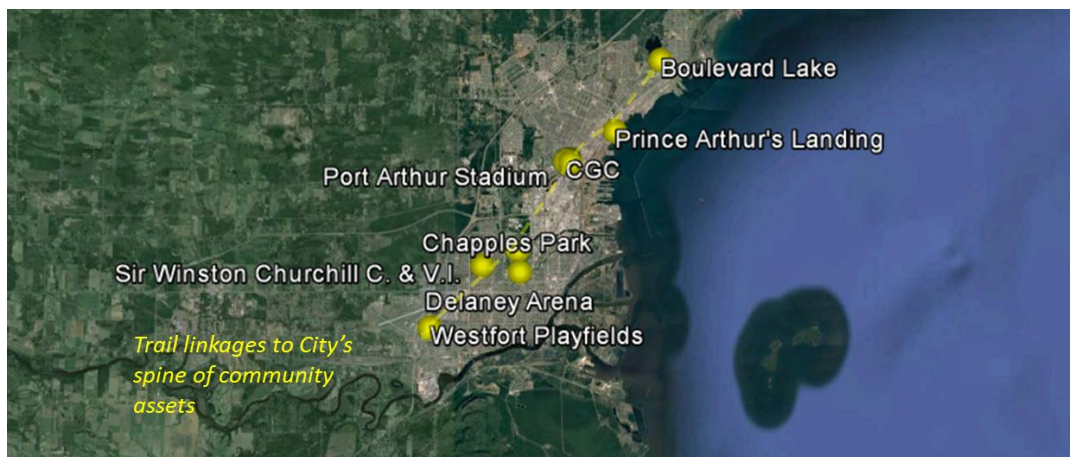 Boulevard Lake
Prince Arthur's Landing
Port Arthur Stadium
CGC
Chapples Park
Sir Winston Churchill C. & V.I.
Delaney Arena
Westfort Playfields
Trail linkages to City’s
spine of community
assets